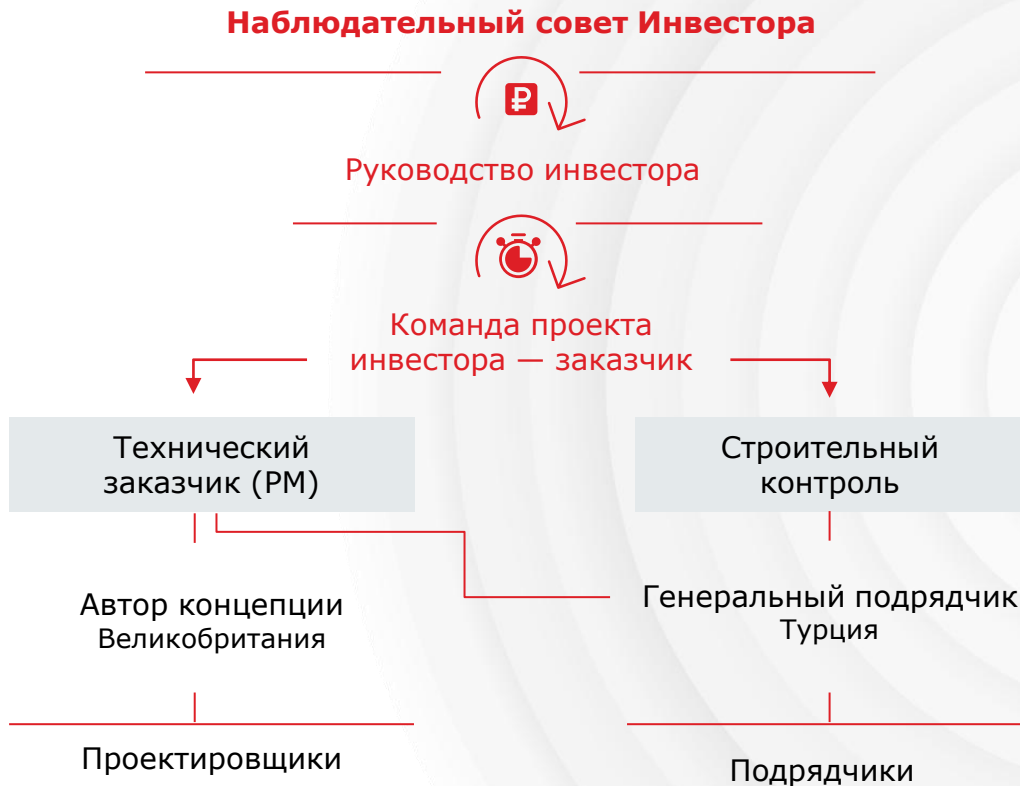 Наблюдательный совет Инвестора
₽
Руководство инвестора
Команда проекта
инвестора — заказчик
Технический
заказчик (РМ)
Строительный
контроль
Автор концепции
Великобритания
Генеральный подрядчик
Турция
Проектировщики
Подрядчики